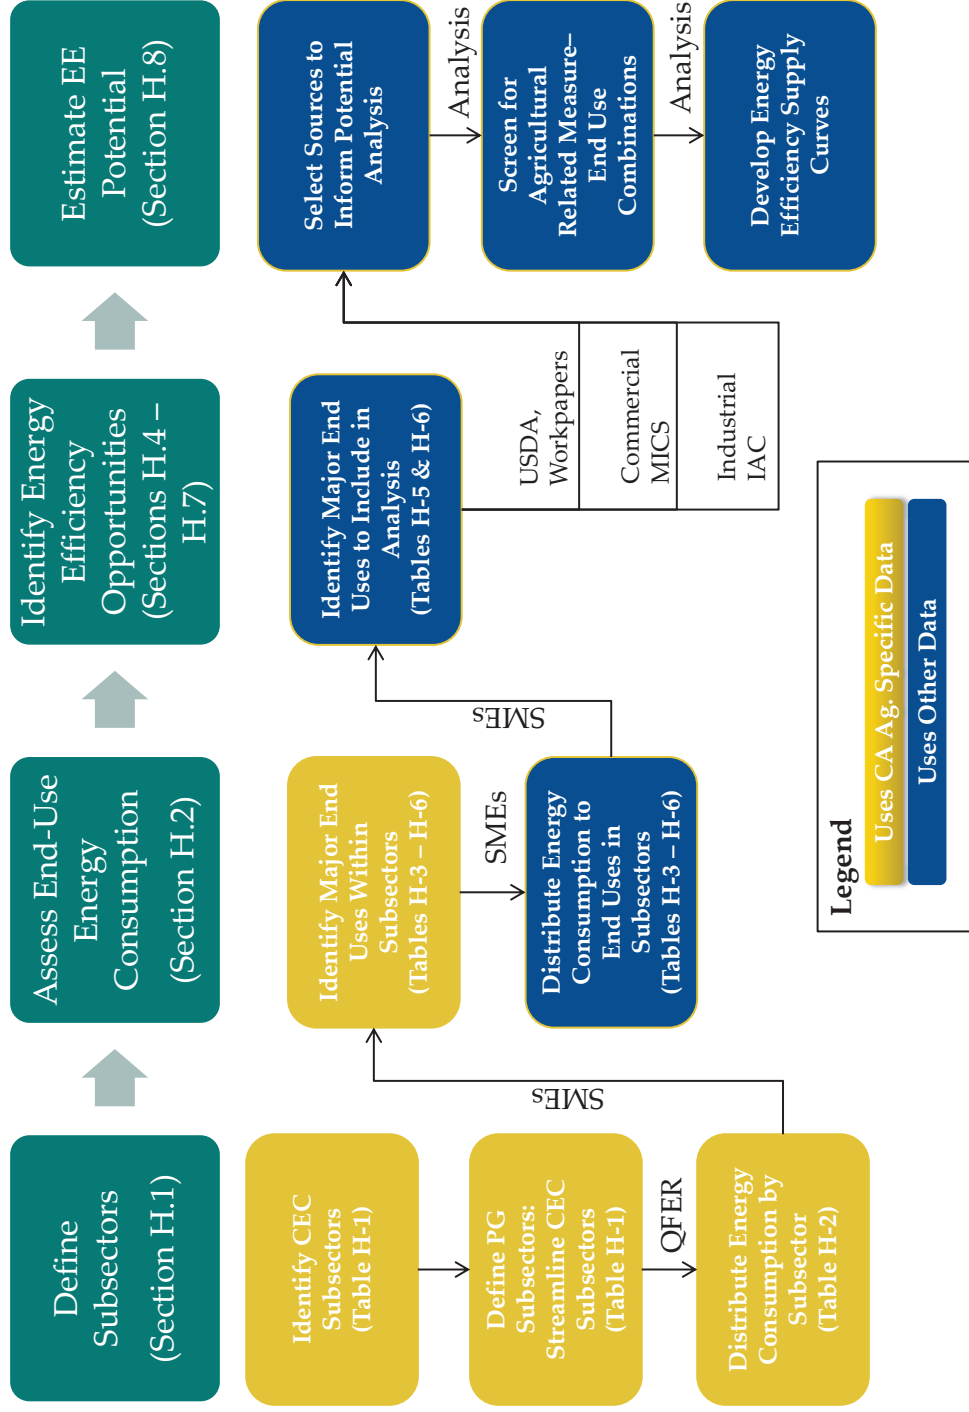 Define
Subsectors
(Section H.1)
Assess End-Use
Energy
Consumption
(Section H.2)
Identify Energy
Efficiency
Opportunities
(Sections H.4 –
H.7)
Estimate EE
Potential
(Section H.8)
Identify CEC
Subsectors
(Table H-1)
Define PG
Subsectors:
Streamline CEC
Subsectors
(Table H-1)
QFER
Distribute Energy
Consumption by
Subsector
(Table H-2)
SMEs
Identify Major End
Uses Within
Subsectors
(Tables H-3 – H-6)
SMEs
Distribute Energy
Consumption to
End Uses in
Subsectors
(Tables H-3 – H-6)
SMEs
Identify Major End
Uses to Include in
Analysis
(Tables H-5 & H-6)
USDA,
Workpapers
Commercial
MICS
Industrial
IAC
Select Sources to
Inform Potential
Analysis
Analysis
Screen for
Agricultural
Related Measure–
End Use
Combinations
Analysis
Develop Energy
Efficiency Supply
Curves
Legend
Uses CA Ag. Specific Data
Uses Other Data